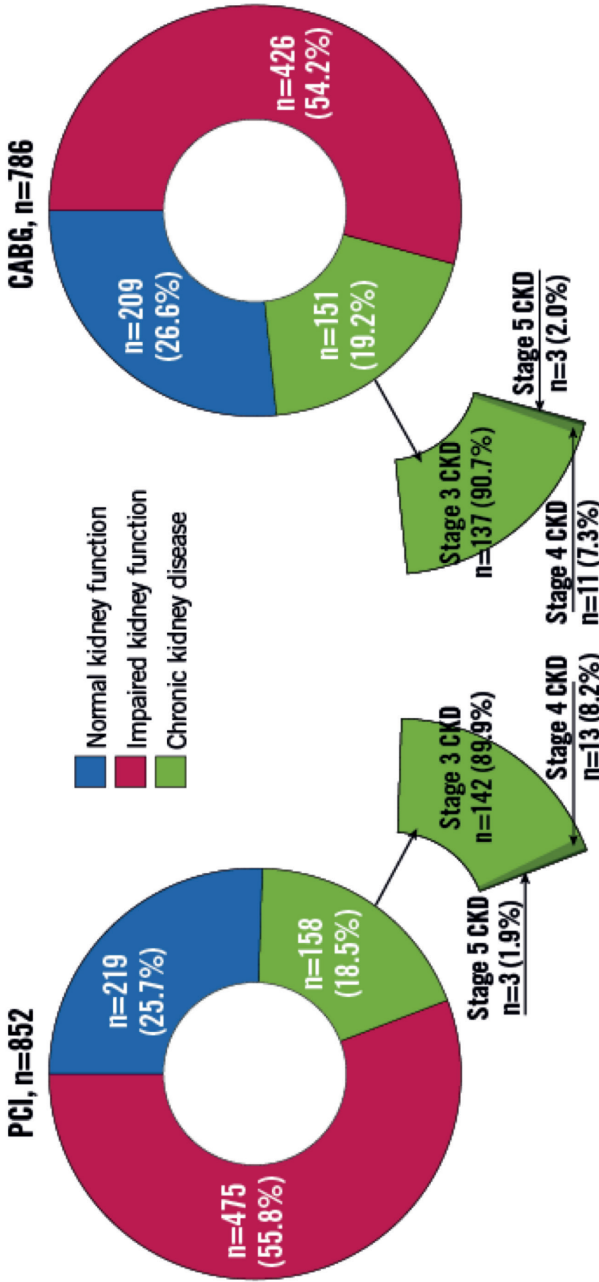 PCI, n=852
n=219
(25.7%)
n=475
(55.8%)
n=158
(18.5%)
Stage 3 CKD
n=142 (89.9%)
Stage 5 CKD
n=3 (1.9%)
Stage 4 CKD
n=13 (8.2%)
Normal kidney function
Impaired kidney function
Chronic kidney disease
CABG, n=786
n=209
(26.6%)
n=426
(54.2%)
n=151
(19.2%)
Stage 3 CKD
n=137 (90.7%)
Stage 4 CKD
n=11 (7.3%)
Stage 5 CKD
n=3 (2.0%)